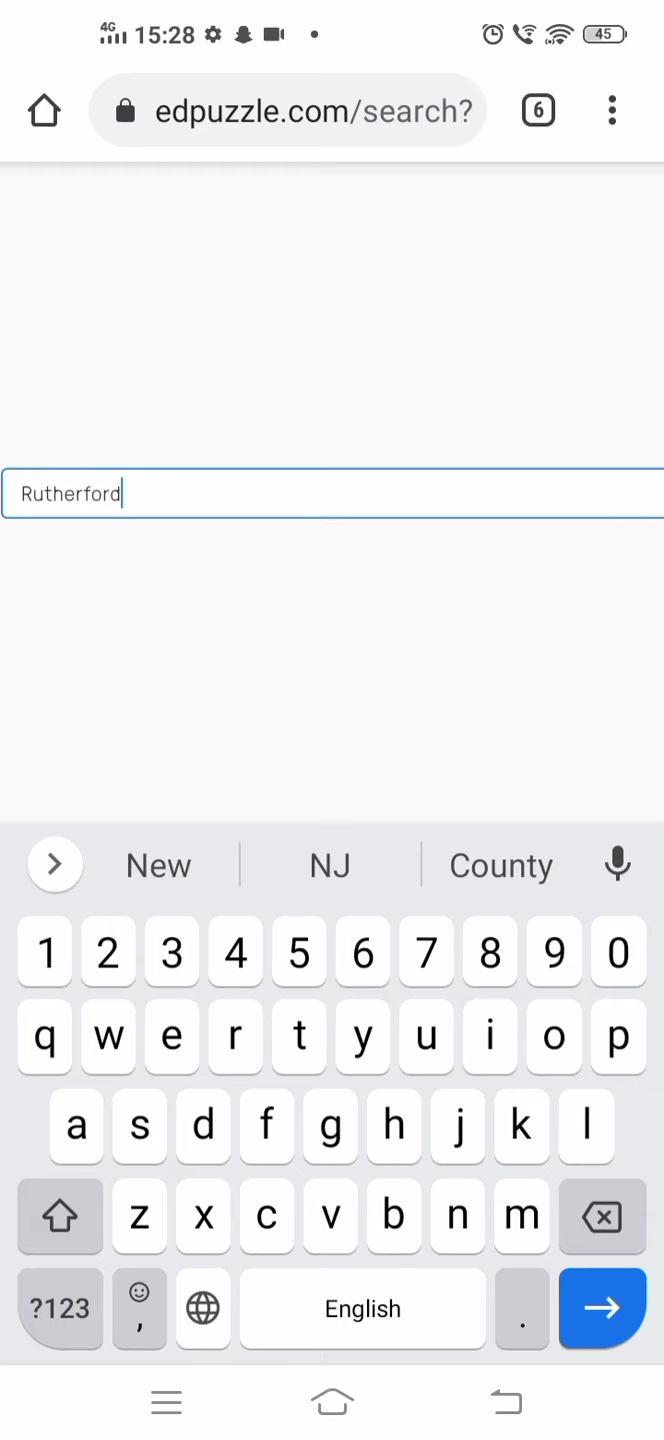 4G 15:28 45
edpuzzle.com/search? 6
Rutherford
New NJ County
1 2 3 4 5 6 7 8 9 0
q w e r t y u i o p
a s d f g h j k l
z x c v b n m
?123 , English .